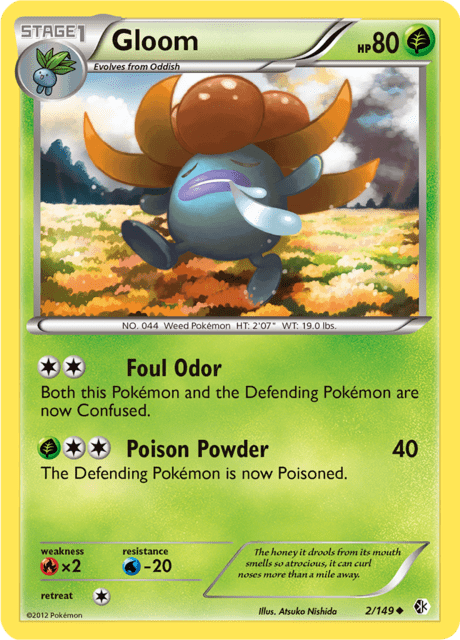 STAGE1
Gloom
HP80
Evolves from Oddish
NO. 044 Weed Pokémon HT: 2'07" WT: 19.0 lbs.
Foul Odor
Both this Pokémon and the Defending Pokémon are
now Confused.
Poison Powder 40
The Defending Pokémon is now Poisoned.
weakness
×2
resistance
-20
retreat
The honey it drools from its mouth
smells so atrocious, it can curl
noses more than a mile away.
©2012 Pokémon
Illus. Atsuko Nishida
2/149